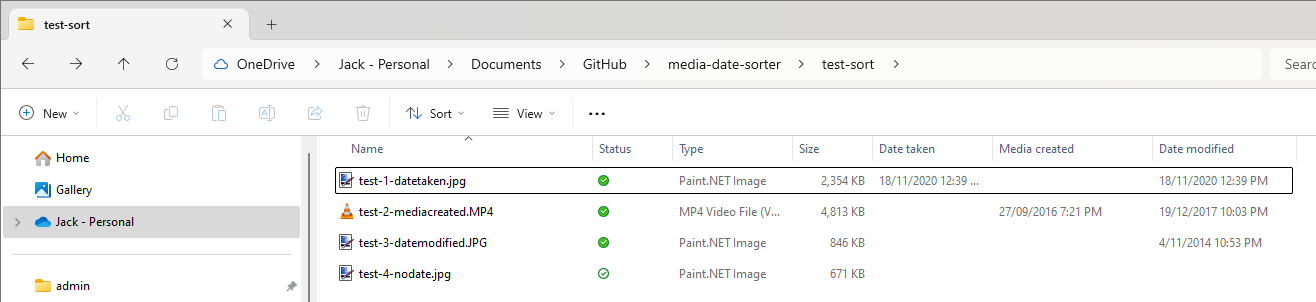 test-sort
OneDrive > Jack - Personal > Documents > GitHub > media-date-sorter > test-sort >
Sear
New Sort View ...
Name Status Type Size Date taken Media created Date modified
Home
Gallery
Jack - Personal
admin
test-1-datetaken.jpg Paint.NET Image 2,354 KB 18/11/2020 12:39 ... 18/11/2020 12:39 PM
test-2-mediacreated.MP4 MP4 Video File (V... 4,813 KB 27/09/2016 7:21 PM 19/12/2017 10:03 PM
test-3-datemodified.JPG Paint.NET Image 846 KB 4/11/2014 10:53 PM
test-4-nodate.jpg Paint.NET Image 671 KB